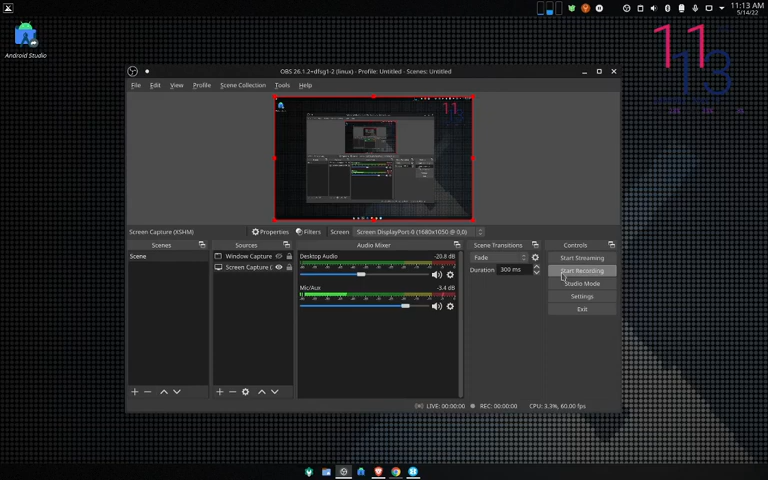 11:13 AM
5/14/22
Android Studio
11
13
OBS 26.1.2+dfsg1-2 (linux) - Profile: Untitled - Scenes: Untitled
File Edit View Profile Scene Collection Tools Help
Screen Capture (XSHM) Properties Filters Screen Screen DisplayPort-0 (1680x1050 @ 0,0)
Scenes Sources Audio Mixer Scene Transitions Controls
Scene
Window Capture
Screen Capture (
Desktop Audio -20.8 dB
Mic/Aux -3.4 dB
Fade
Duration 300 ms
Start Streaming
Start Recording
Studio Mode
Settings
Exit
LIVE: 00:00:00 REC: 00:00:00 CPU: 3.3%, 60.00 fps